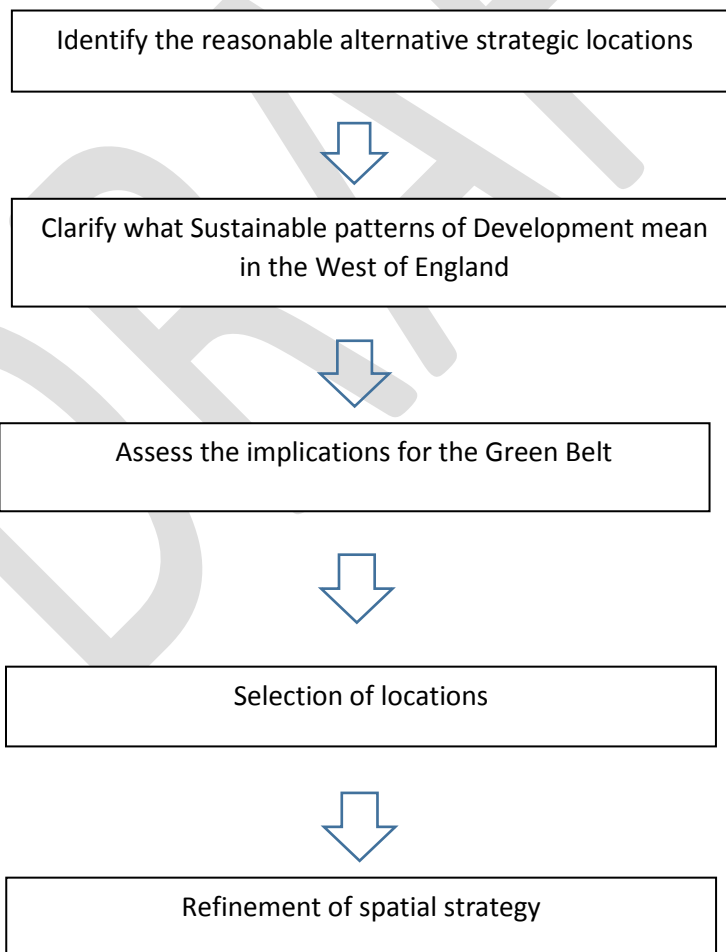 Identify the reasonable alternative strategic locations
Clarify what Sustainable patterns of Development mean
in the West of England
Assess the implications for the Green Belt
Selection of locations
Refinement of spatial strategy
DRAF